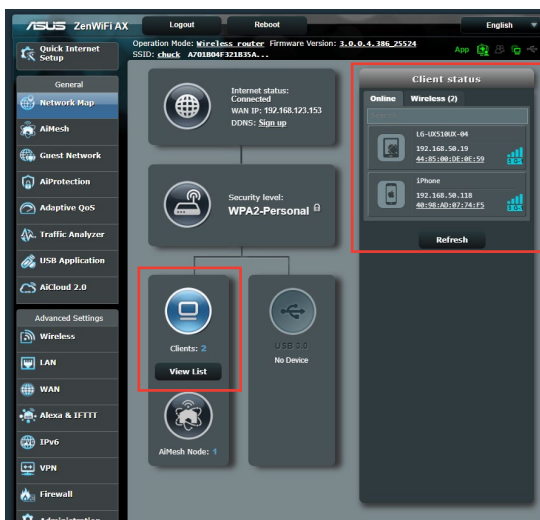 ASUS ZenWiFi AX
Logout
Reboot
English
Quick Internet Setup
Operation Mode: Wireless router Firmware Version: 3.0.0.4.386_25524
SSID: chuck A701B04F321B35A...
App
General
Network Map
AiMesh
Guest Network
AiProtection
Adaptive QoS
Traffic Analyzer
USB Application
AiCloud 2.0
Advanced Settings
Wireless
LAN
WAN
Alexa & IFTTT
IPv6
VPN
Firewall
Administration
Internet status:
Connected
WAN IP: 192.168.123.153
DDNS: Sign up
Security level:
WPA2-Personal
Clients: 2
View List
USB 3.0
No Device
AiMesh Node: 1
Client status
Online Wireless (2)
LG-UX510UX-04
192.168.50.19
44:85:00:DE:0E:59
iPhone
192.168.50.118
40:98:AD:07:74:F5
Refresh